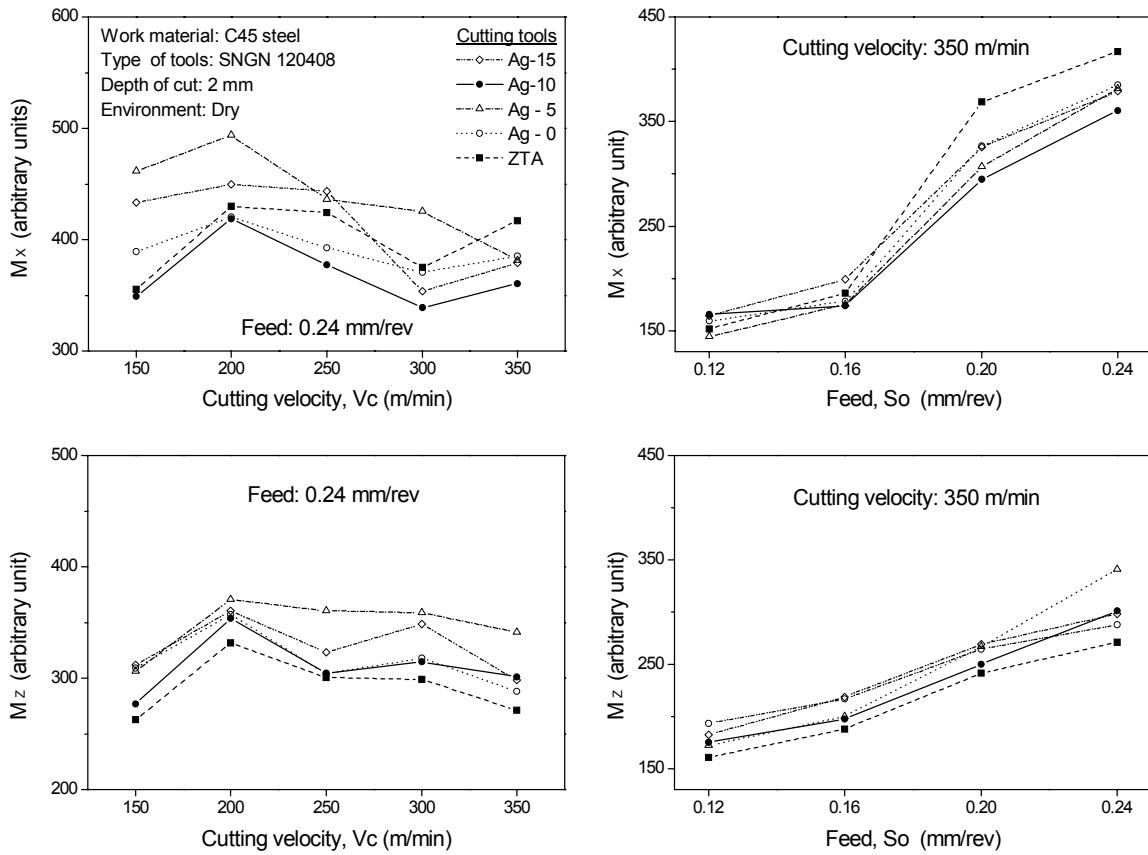 600
500
400
300
Mx (arbitrary units)
Work material: C45 steel
Type of tools: SNGN 120408
Depth of cut: 2 mm
Environment: Dry
Cutting tools
Ag-15
Ag-10
Ag - 5
Ag - 0
ZTA
Feed: 0.24 mm/rev
150 200 250 300 350
Cutting velocity, Vc (m/min)
450
350
250
150
Mx (arbitrary unit)
Cutting velocity: 350 m/min
0.12 0.16 0.20 0.24
Feed, So (mm/rev)
500
400
300
200
Mz (arbitrary unit)
Feed: 0.24 mm/rev
150 200 250 300 350
Cutting velocity, Vc (m/min)
450
350
250
150
Mz (arbitrary unit)
Cutting velocity: 350 m/min
0.12 0.16 0.20 0.24
Feed, So (mm/rev)